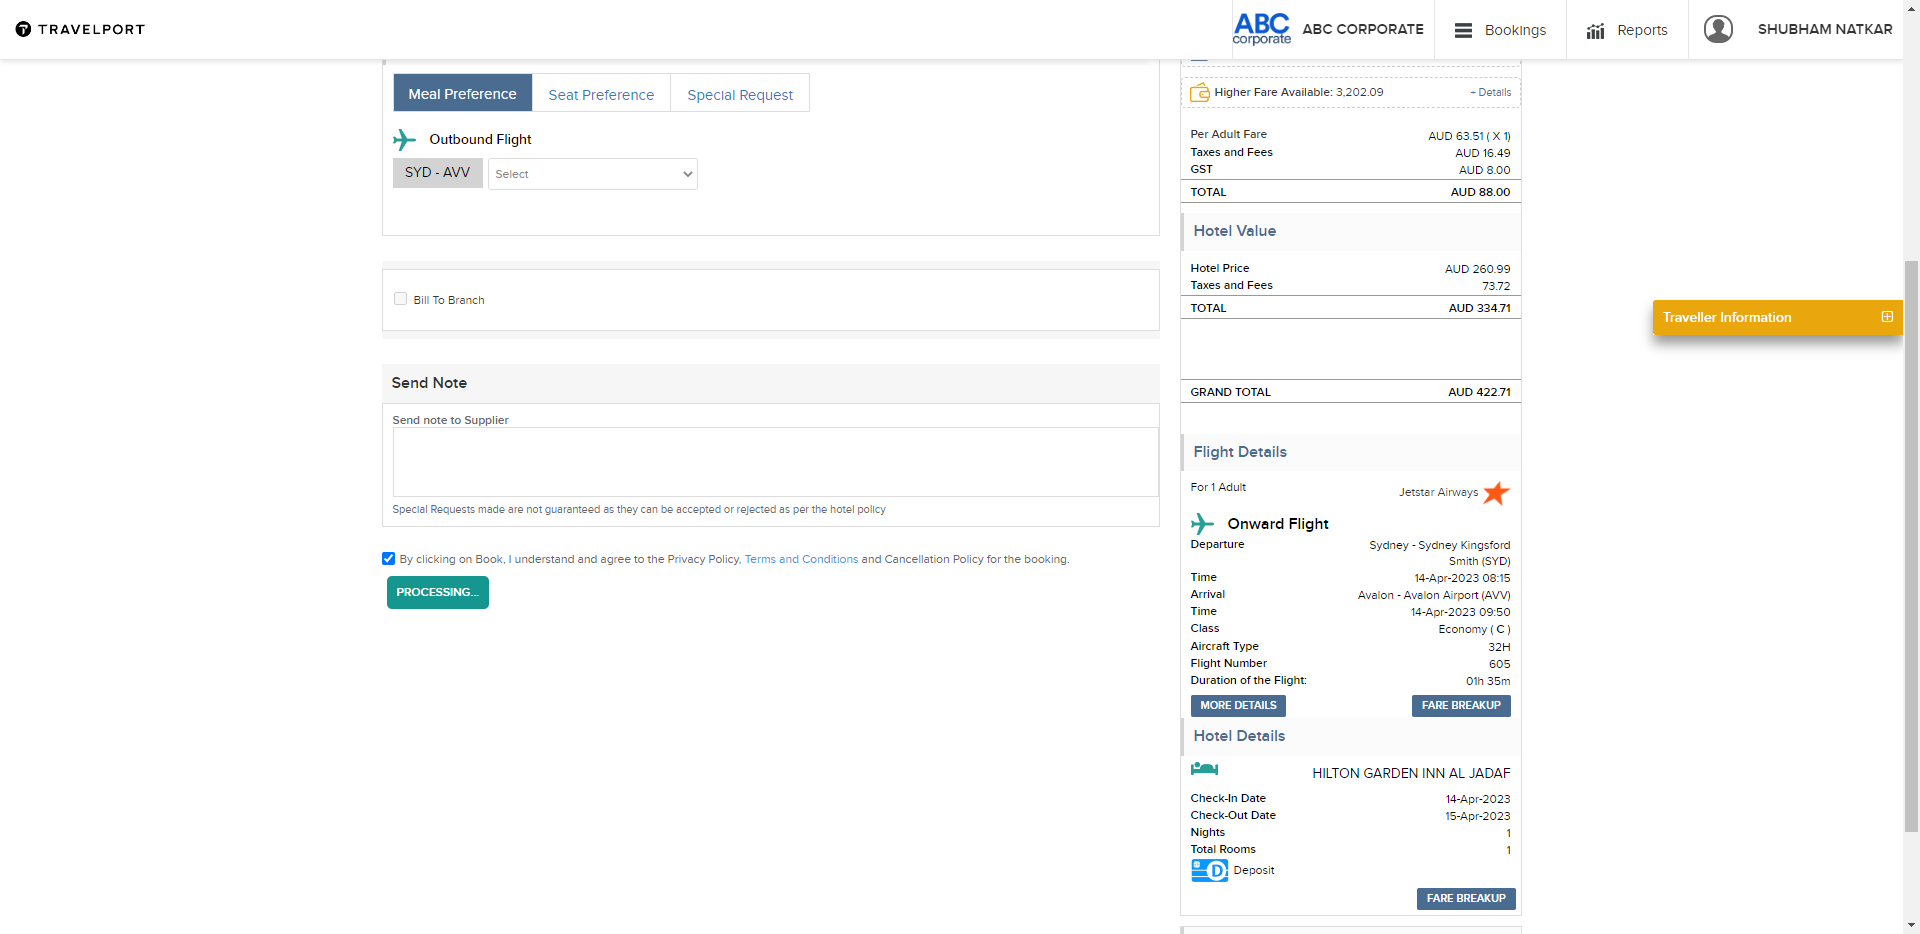 TRAVELPORT
ABC
corporate
ABC CORPORATE
Bookings
Reports
SHUBHAM NATKAR
Meal Preference
Seat Preference
Special Request
Outbound Flight
SYD - AVV
Select
Bill To Branch
Send Note
Send note to Supplier
Special Requests made are not guaranteed as they can be accepted or rejected as per the hotel policy
By clicking on Book, I understand and agree to the Privacy Policy, Terms and Conditions and Cancellation Policy for the booking.
PROCESSING...
Higher Fare Available: 3,202.09
+ Details
Per Adult Fare AUD 63.51 ( X 1)
Taxes and Fees AUD 16.49
GST AUD 8.00
TOTAL AUD 88.00
Hotel Value
Hotel Price AUD 260.99
Taxes and Fees 73.72
TOTAL AUD 334.71
GRAND TOTAL AUD 422.71
Flight Details
For 1 Adult
Jetstar Airways
Onward Flight
Departure Sydney - Sydney Kingsford
Smith (SYD)
Time 14-Apr-2023 08:15
Arrival Avalon - Avalon Airport (AVV)
Time 14-Apr-2023 09:50
Class Economy ( C )
Aircraft Type 32H
Flight Number 605
Duration of the Flight: 01h 35m
MORE DETAILS
FARE BREAKUP
Hotel Details
HILTON GARDEN INN AL JADAF
Check-In Date 14-Apr-2023
Check-Out Date 15-Apr-2023
Nights 1
Total Rooms 1
D
Deposit
FARE BREAKUP
Traveller Information